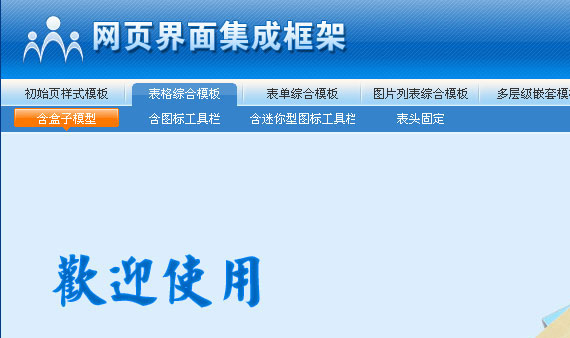 网页界面集成框架
初始页样式模板 表格综合模板 表单综合模板 图片列表综合模板 多层级嵌套模
含盒子模型 含图标工具栏 含迷你型图标工具栏 表头固定
歡迎使用